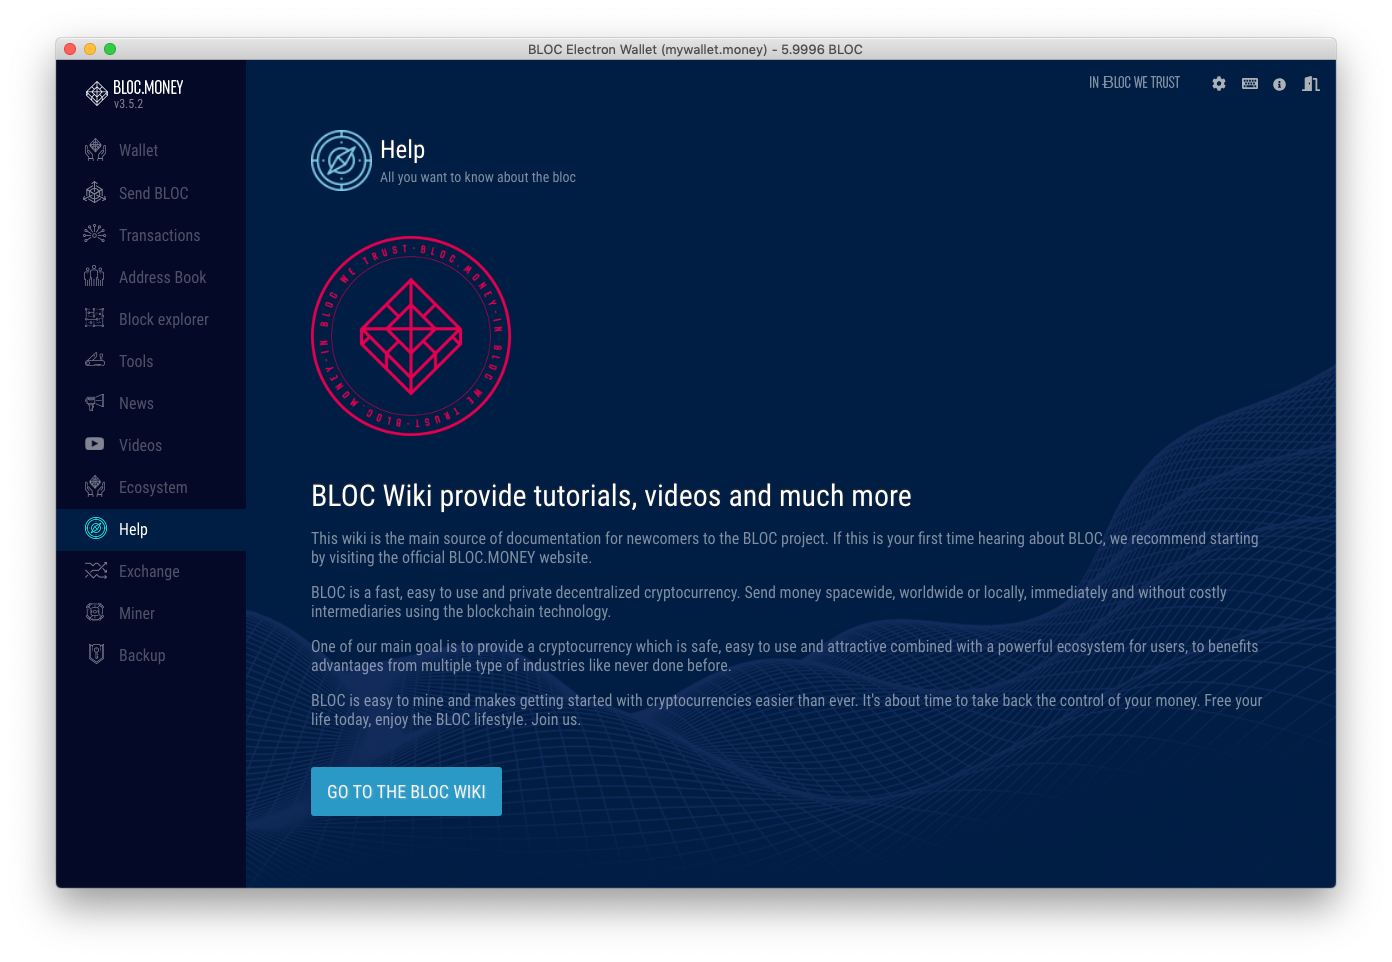 BLOC Electron Wallet (mywallet.money) - 5.9996 BLOC
BLOC.MONEY
v3.5.2
IN BLOC WE TRUST
Wallet
Send BLOC
Transactions
Address Book
Block explorer
Tools
News
Videos
Ecosystem
Help
Exchange
Miner
Backup
Help
All you want to know about the bloc
IN BLOC WE TRUST · BLOC.MONEY · IN BLOC WE TRUST · BLOC.MONEY ·
BLOC Wiki provide tutorials, videos and much more
This wiki is the main source of documentation for newcomers to the BLOC project. If this is your first time hearing about BLOC, we recommend starting
by visiting the official BLOC.MONEY website.
BLOC is a fast, easy to use and private decentralized cryptocurrency. Send money spacewide, worldwide or locally, immediately and without costly
intermediaries using the blockchain technology.
One of our main goal is to provide a cryptocurrency which is safe, easy to use and attractive combined with a powerful ecosystem for users, to benefits
advantages from multiple type of industries like never done before.
BLOC is easy to mine and makes getting started with cryptocurrencies easier than ever. It's about time to take back the control of your money. Free your
life today, enjoy the BLOC lifestyle. Join us.
GO TO THE BLOC WIKI